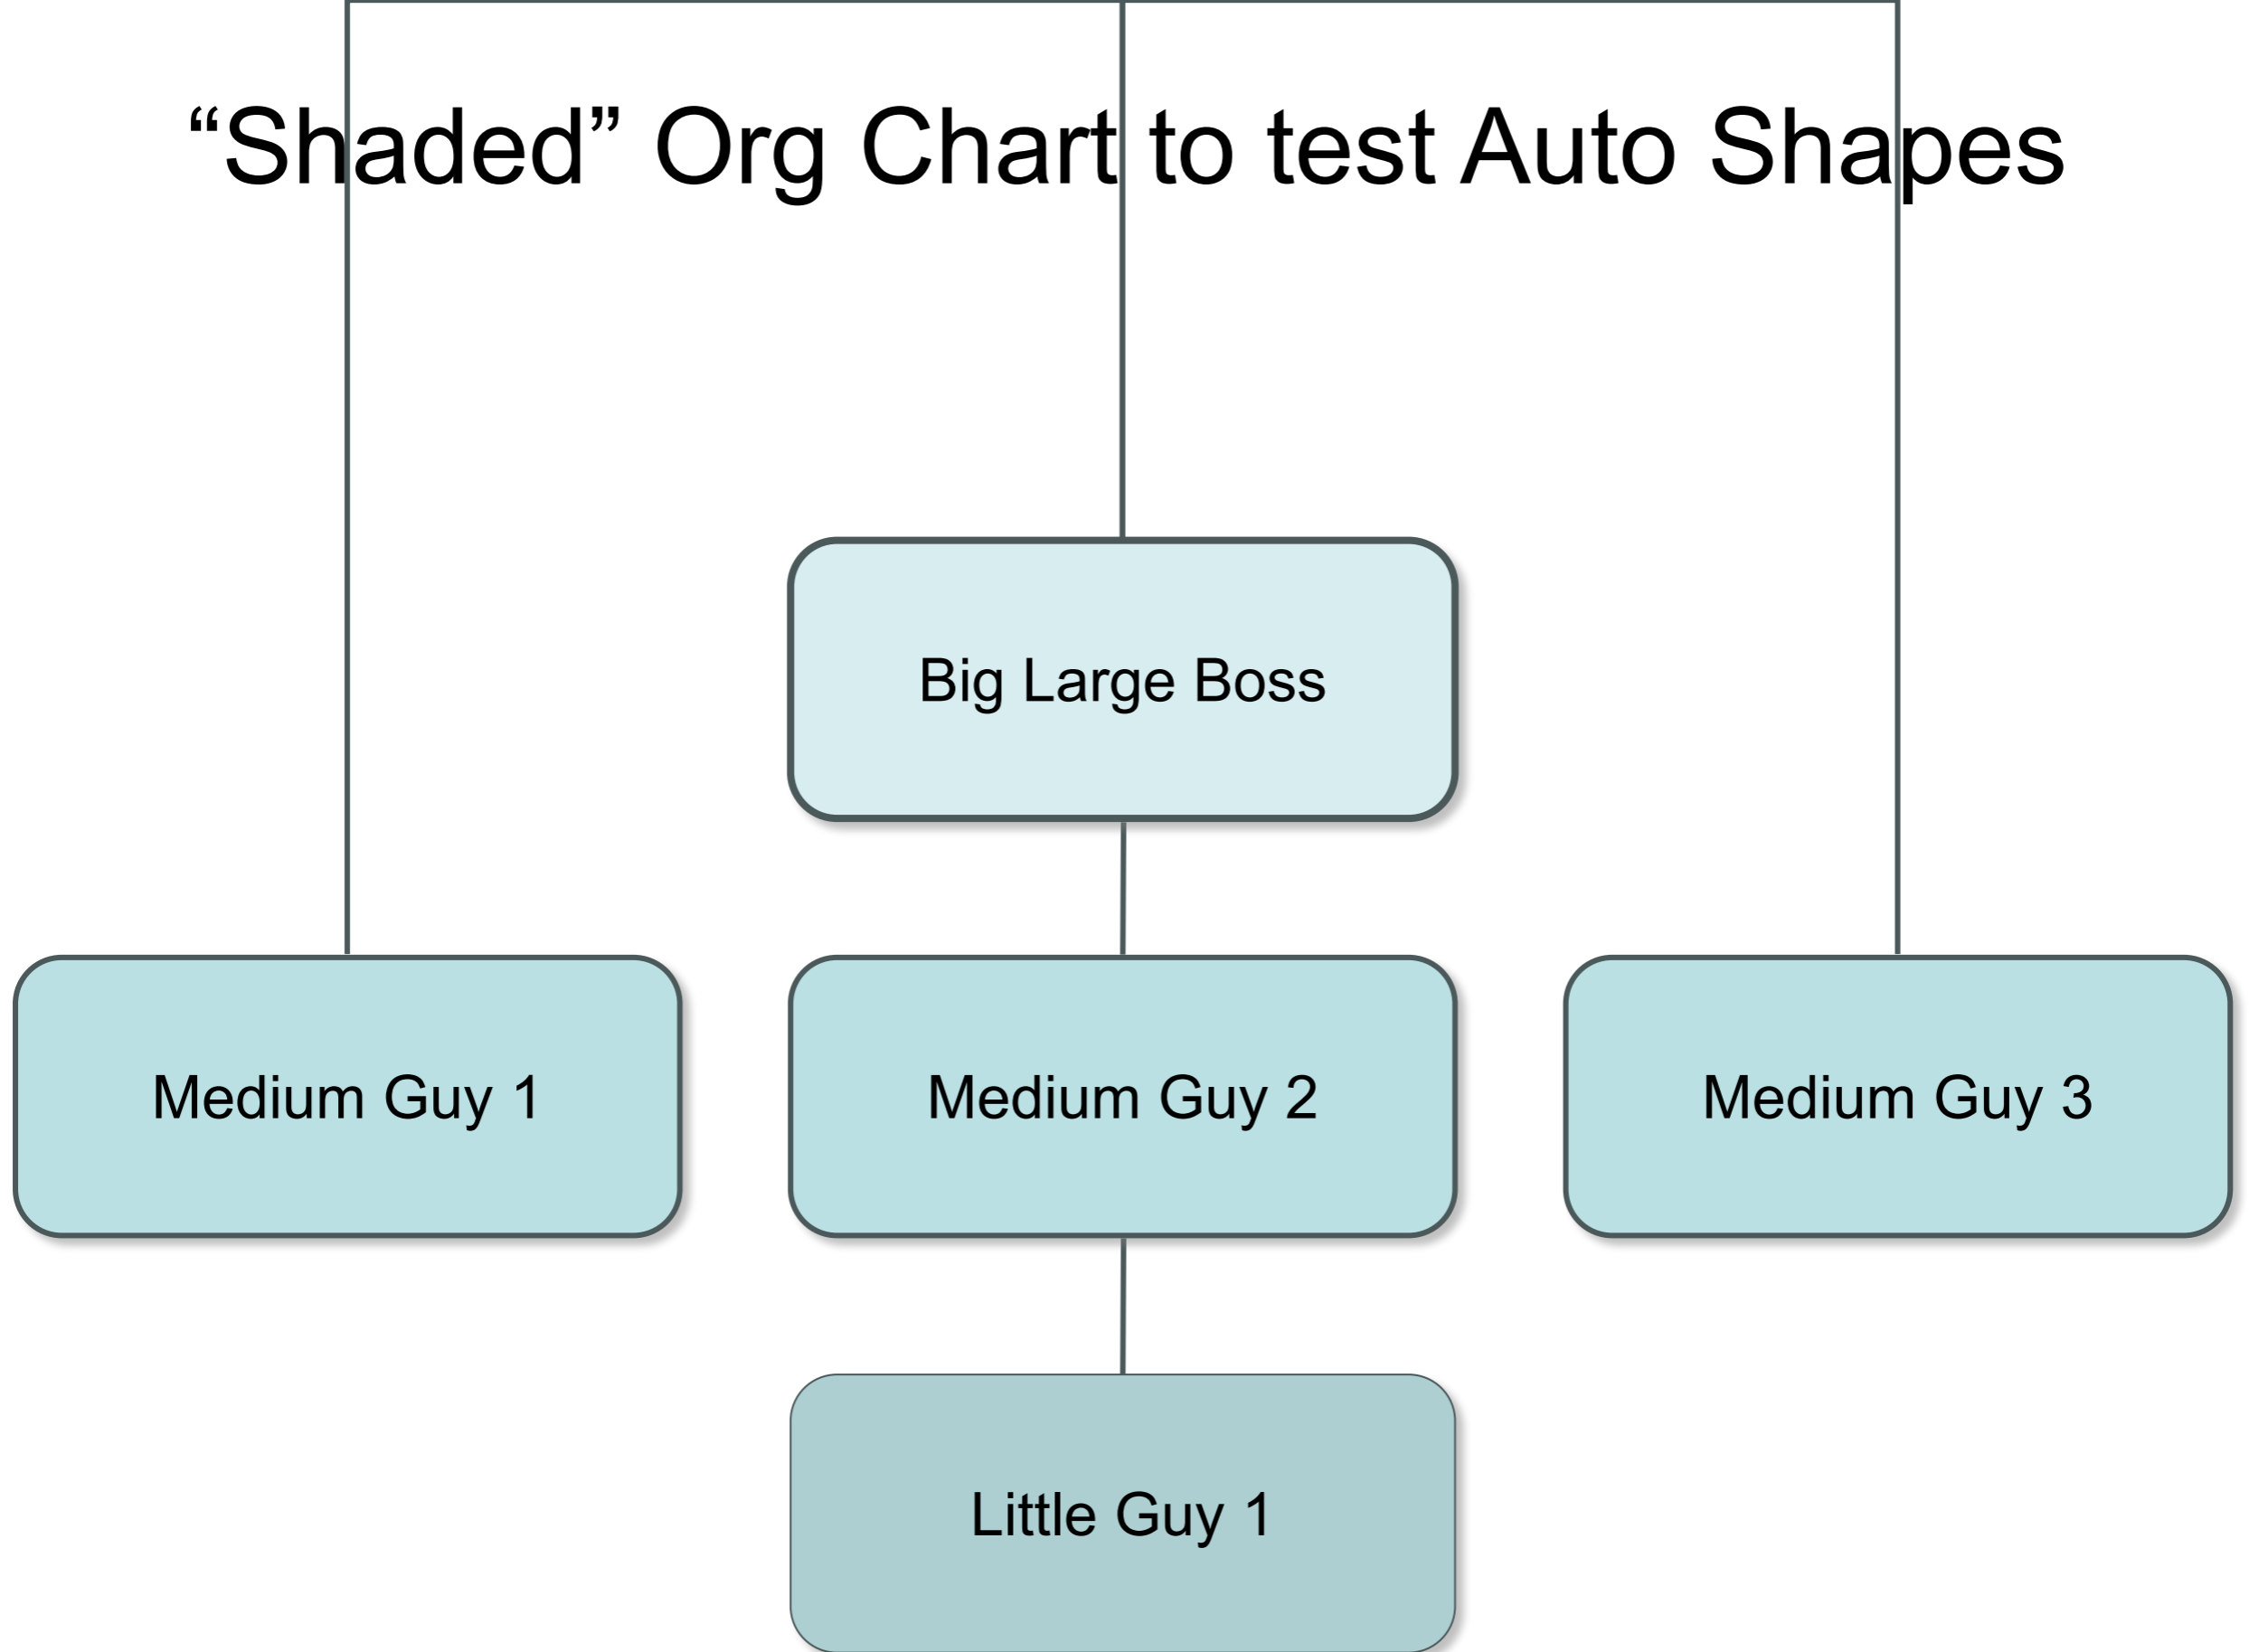 “Shaded” Org Chart to test Auto Shapes
Big Large Boss
Medium Guy 1
Medium Guy 2
Medium Guy 3
Little Guy 1